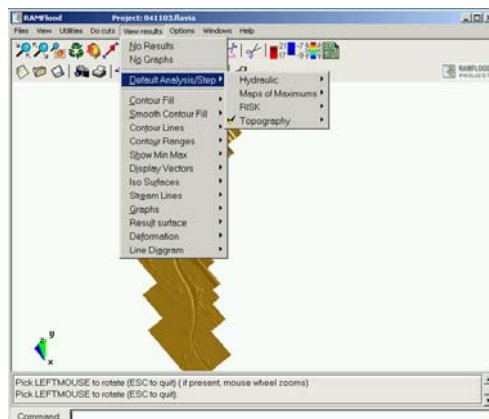 RAMFlood Project: 041103.flavia
Files View Utilities Do cuts View results Options Windows Help
No Results
No Graphs
Default Analysis/Step
Contour Fill
Smooth Contour Fill
Contour Lines
Contour Ranges
Show Min Max
Display Vectors
Iso Surfaces
Stream Lines
Graphs
Result surface
Deformation
Line Diagram
Hydraulic
Maps of Maximums
RISK
Topography
RAMFLOOD
PROJECT
y
x
Pick LEFTMOUSE to rotate (ESC to quit) ( if present, mouse wheel zooms)
Pick LEFTMOUSE to rotate (ESC to quit).
Command: